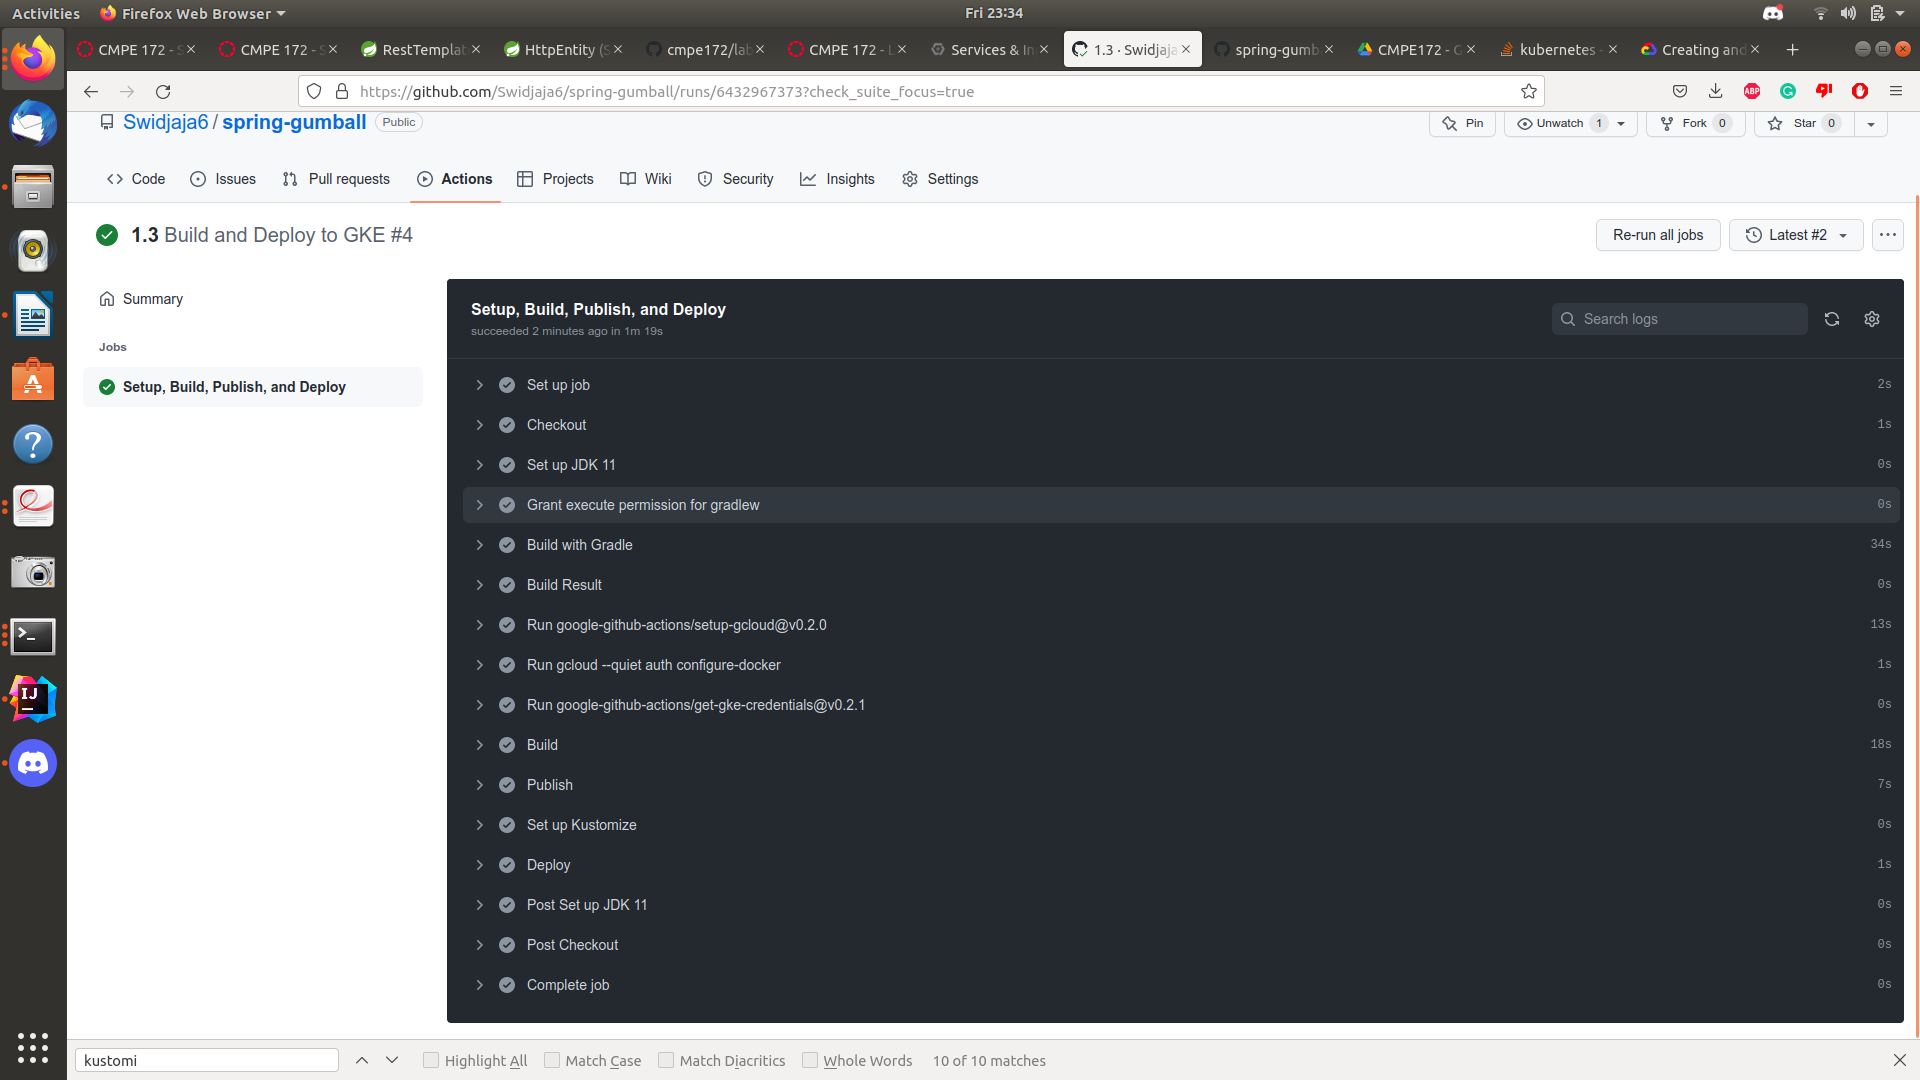 Activities
Firefox Web Browser
Fri 23:34
CMPE 172 - S
CMPE 172 - S
RestTemplat
HttpEntity (S
cmpe172/lab
CMPE 172 - L
Services & In
1.3 · Swidjaja
spring-gumb
CMPE172 - G
kubernetes -
Creating and
https://github.com/Swidjaja6/spring-gumball/runs/6432967373?check_suite_focus=true
ABP
Swidjaja6 / spring-gumball Public
Pin
Unwatch 1
Fork 0
Star 0
Code
Issues
Pull requests
Actions
Projects
Wiki
Security
Insights
Settings
1.3 Build and Deploy to GKE #4
Re-run all jobs
Latest #2
Summary
Jobs
Setup, Build, Publish, and Deploy
Setup, Build, Publish, and Deploy
succeeded 2 minutes ago in 1m 19s
Search logs
Set up job 2s
Checkout 1s
Set up JDK 11 0s
Grant execute permission for gradlew 0s
Build with Gradle 34s
Build Result 0s
Run google-github-actions/setup-gcloud@v0.2.0 13s
Run gcloud --quiet auth configure-docker 1s
Run google-github-actions/get-gke-credentials@v0.2.1 0s
Build 18s
Publish 7s
Set up Kustomize 0s
Deploy 1s
Post Set up JDK 11 0s
Post Checkout 0s
Complete job 0s
IJ
kustomi
Highlight All
Match Case
Match Diacritics
Whole Words
10 of 10 matches